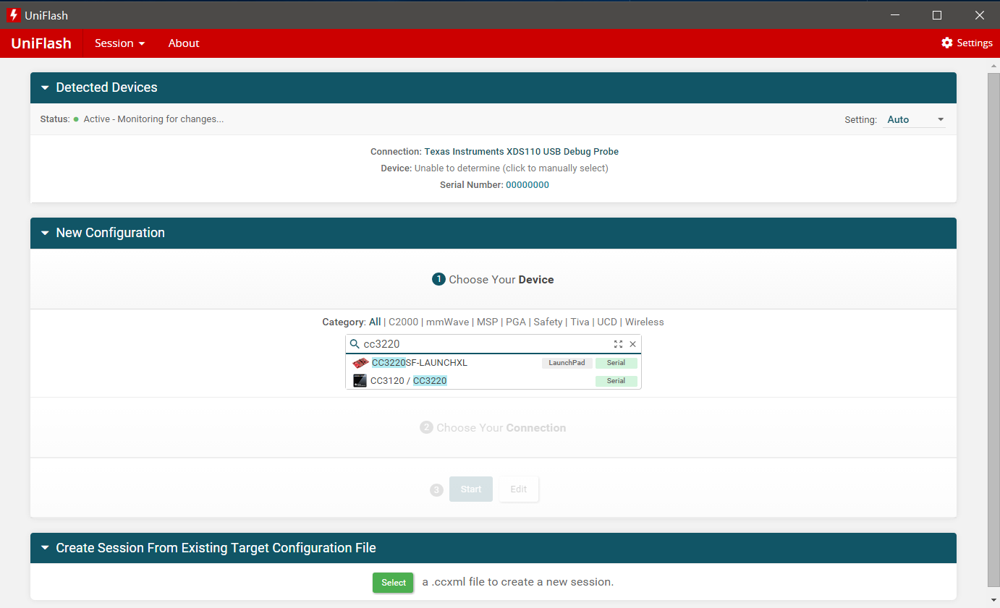 UniFlash
UniFlash Session About Settings
Detected Devices
Status: Active - Monitoring for changes... Setting: Auto
Connection: Texas Instruments XDS110 USB Debug Probe
Device: Unable to determine (click to manually select)
Serial Number: 00000000
New Configuration
1 Choose Your Device
Category: All | C2000 | mmWave | MSP | PGA | Safety | Tiva | UCD | Wireless
cc3220
CC3220SF-LAUNCHXL LaunchPad Serial
CC3120 / CC3220 Serial
2 Choose Your Connection
3 Start Edit
Create Session From Existing Target Configuration File
Select a .ccxml file to create a new session.